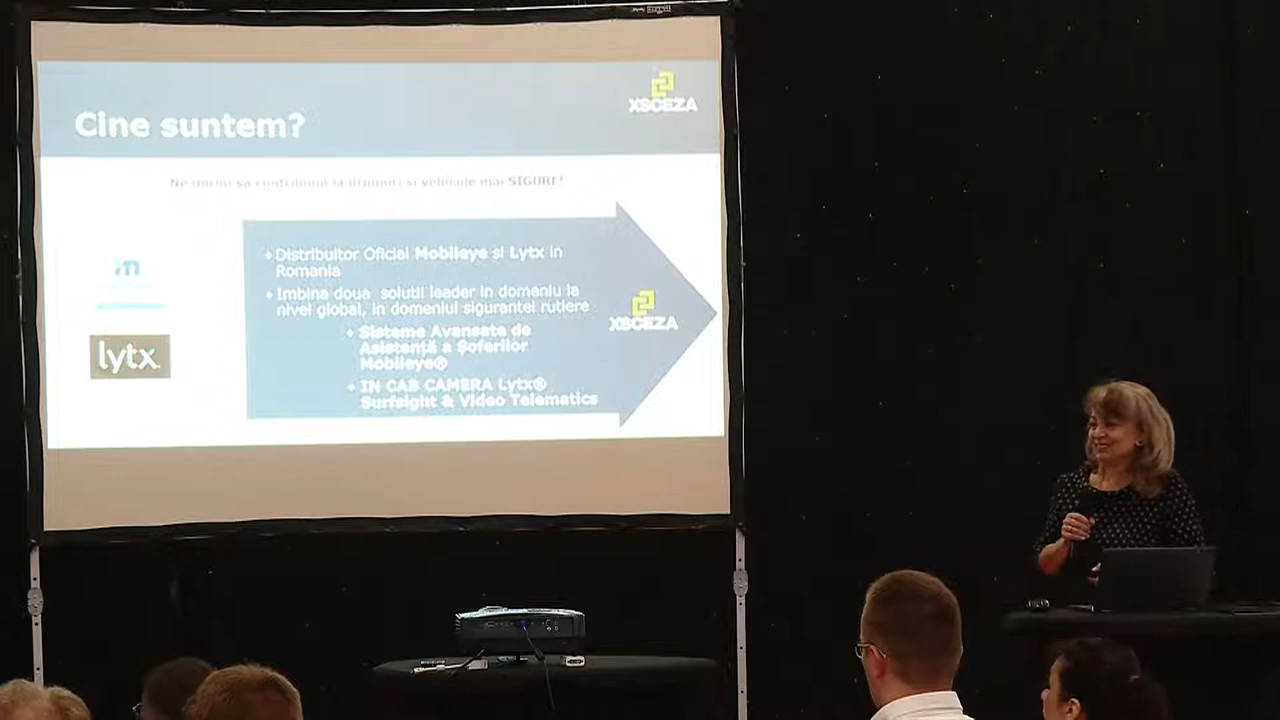 XSCEZA
Cine suntem?
Ne dorim sa contribuim la drumuri si vehicule mai SIGURE!
Distribuitor Oficial Mobileye si Lytx in
Romania
Imbina doua solutii leader in domeniu la
nivel global, in domeniul sigurantei rutiere
XSCEZA
Sisteme Avansate de
Asistență a Șoferilor
Mobileye®
lytx
IN CAB CAMERA Lytx®
Surfsight & Video Telematics